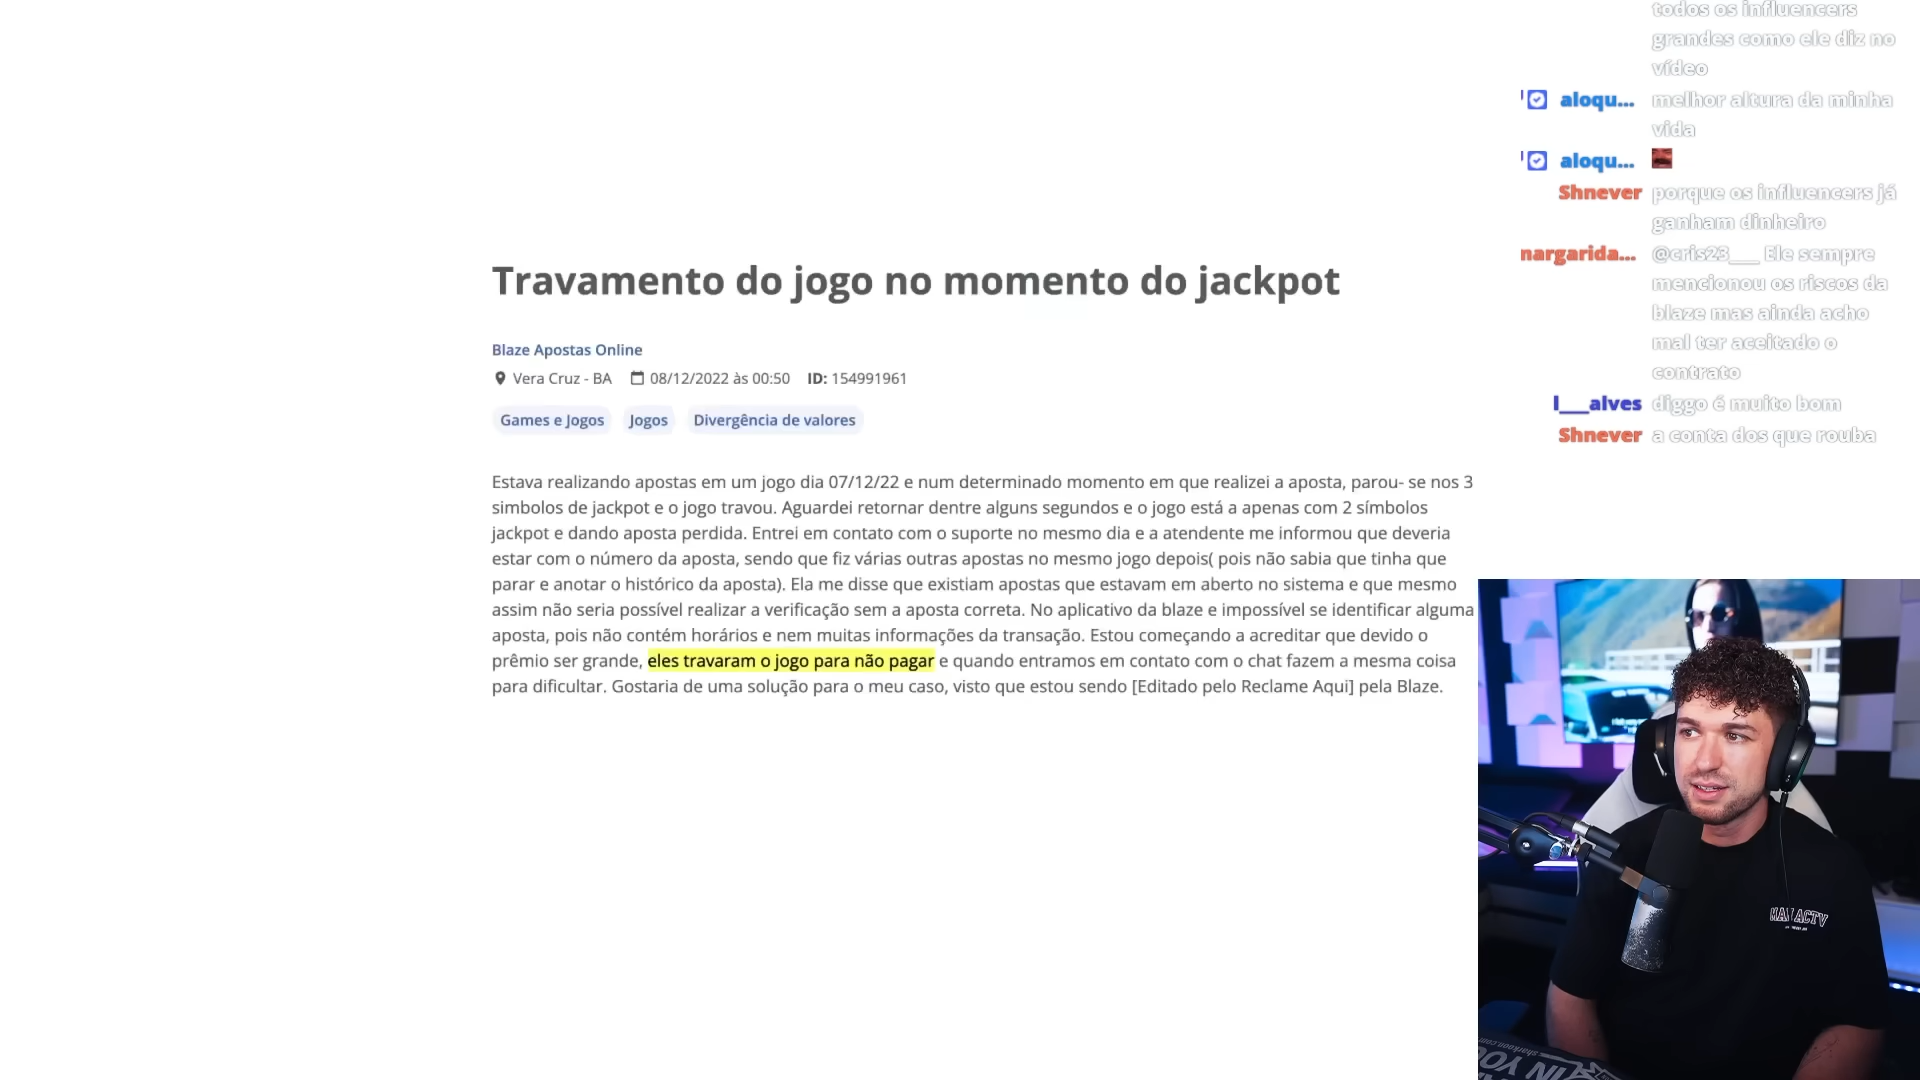 Travamento do jogo no momento do jackpot
Blaze Apostas Online
Vera Cruz - BA 08/12/2022 às 00:50 ID: 154991961
Games e Jogos Jogos Divergência de valores
Estava realizando apostas em um jogo dia 07/12/22 e num determinado momento em que realizei a aposta, parou- se nos 3
simbolos de jackpot e o jogo travou. Aguardei retornar dentre alguns segundos e o jogo está a apenas com 2 símbolos
jackpot e dando aposta perdida. Entrei em contato com o suporte no mesmo dia e a atendente me informou que deveria
estar com o número da aposta, sendo que fiz várias outras apostas no mesmo jogo depois( pois não sabia que tinha que
parar e anotar o histórico da aposta). Ela me disse que existiam apostas que estavam em aberto no sistema e que mesmo
assim não seria possível realizar a verificação sem a aposta correta. No aplicativo da blaze e impossível se identificar alguma
aposta, pois não contém horários e nem muitas informações da transação. Estou começando a acreditar que devido o
prêmio ser grande, eles travaram o jogo para não pagar e quando entramos em contato com o chat fazem a mesma coisa
para dificultar. Gostaria de uma solução para o meu caso, visto que estou sendo [Editado pelo Reclame Aqui] pela Blaze.
todos os influencers
grandes como ele diz no
vídeo
aloqu... melhor altura da minha
vida
aloqu...
Shnever porque os influencers já
ganham dinheiro
nargarida... @cris23___ Ele sempre
mencionou os riscos da
blaze mas ainda acho
mal ter aceitado o
contrato
l___alves diggo é muito bom
Shnever a conta dos que rouba